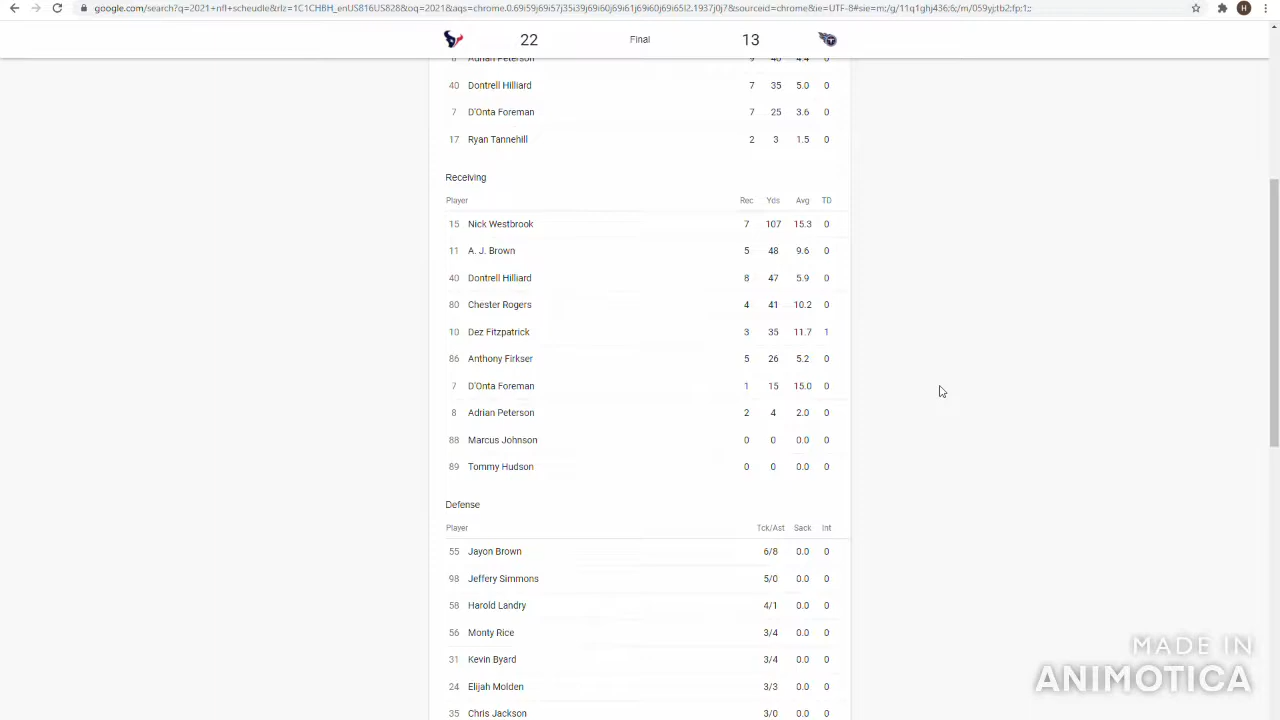 google.com/search?q=2021+nfl+scheudle&rlz=1C1CHBH_enUS816US828&oq=2021&aqs=chrome.0.69i59j69i57j35i39j69i60j69i61j69i60j69i65l2.1937j0j7&sourceid=chrome&ie=UTF-8#sie=m;/g/11q1ghj436;6;/m/059yj;tb2;fp;1;;
H
22 Final 13
8 Adrian Peterson 9 40 4.4 0
40 Dontrell Hilliard 7 35 5.0 0
7 D'Onta Foreman 7 25 3.6 0
17 Ryan Tannehill 2 3 1.5 0
Receiving
Player Rec Yds Avg TD
15 Nick Westbrook 7 107 15.3 0
11 A. J. Brown 5 48 9.6 0
40 Dontrell Hilliard 8 47 5.9 0
80 Chester Rogers 4 41 10.2 0
10 Dez Fitzpatrick 3 35 11.7 1
86 Anthony Firkser 5 26 5.2 0
7 D'Onta Foreman 1 15 15.0 0
8 Adrian Peterson 2 4 2.0 0
88 Marcus Johnson 0 0 0.0 0
89 Tommy Hudson 0 0 0.0 0
Defense
Player Tck/Ast Sack Int
55 Jayon Brown 6/8 0.0 0
98 Jeffery Simmons 5/0 0.0 0
58 Harold Landry 4/1 0.0 0
56 Monty Rice 3/4 0.0 0
31 Kevin Byard 3/4 0.0 0
24 Elijah Molden 3/3 0.0 0
35 Chris Jackson 3/0 0.0 0
MADE IN
ANIMOTICA